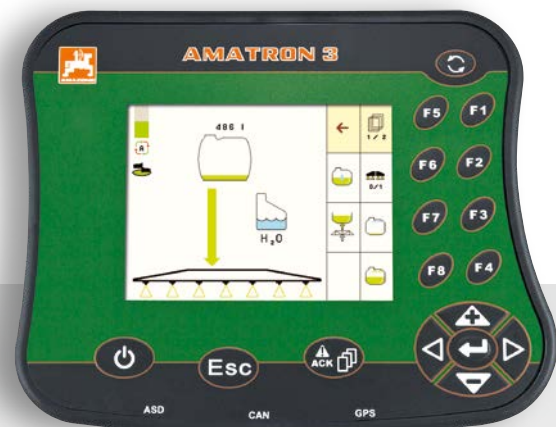 AMATRON 3
AMAZONE
F5 F1
486 l
1 / 2
A
F6 F2
0/1
F7 F3
H₂O
F8 F4
Esc
ACK
ASD CAN GPS